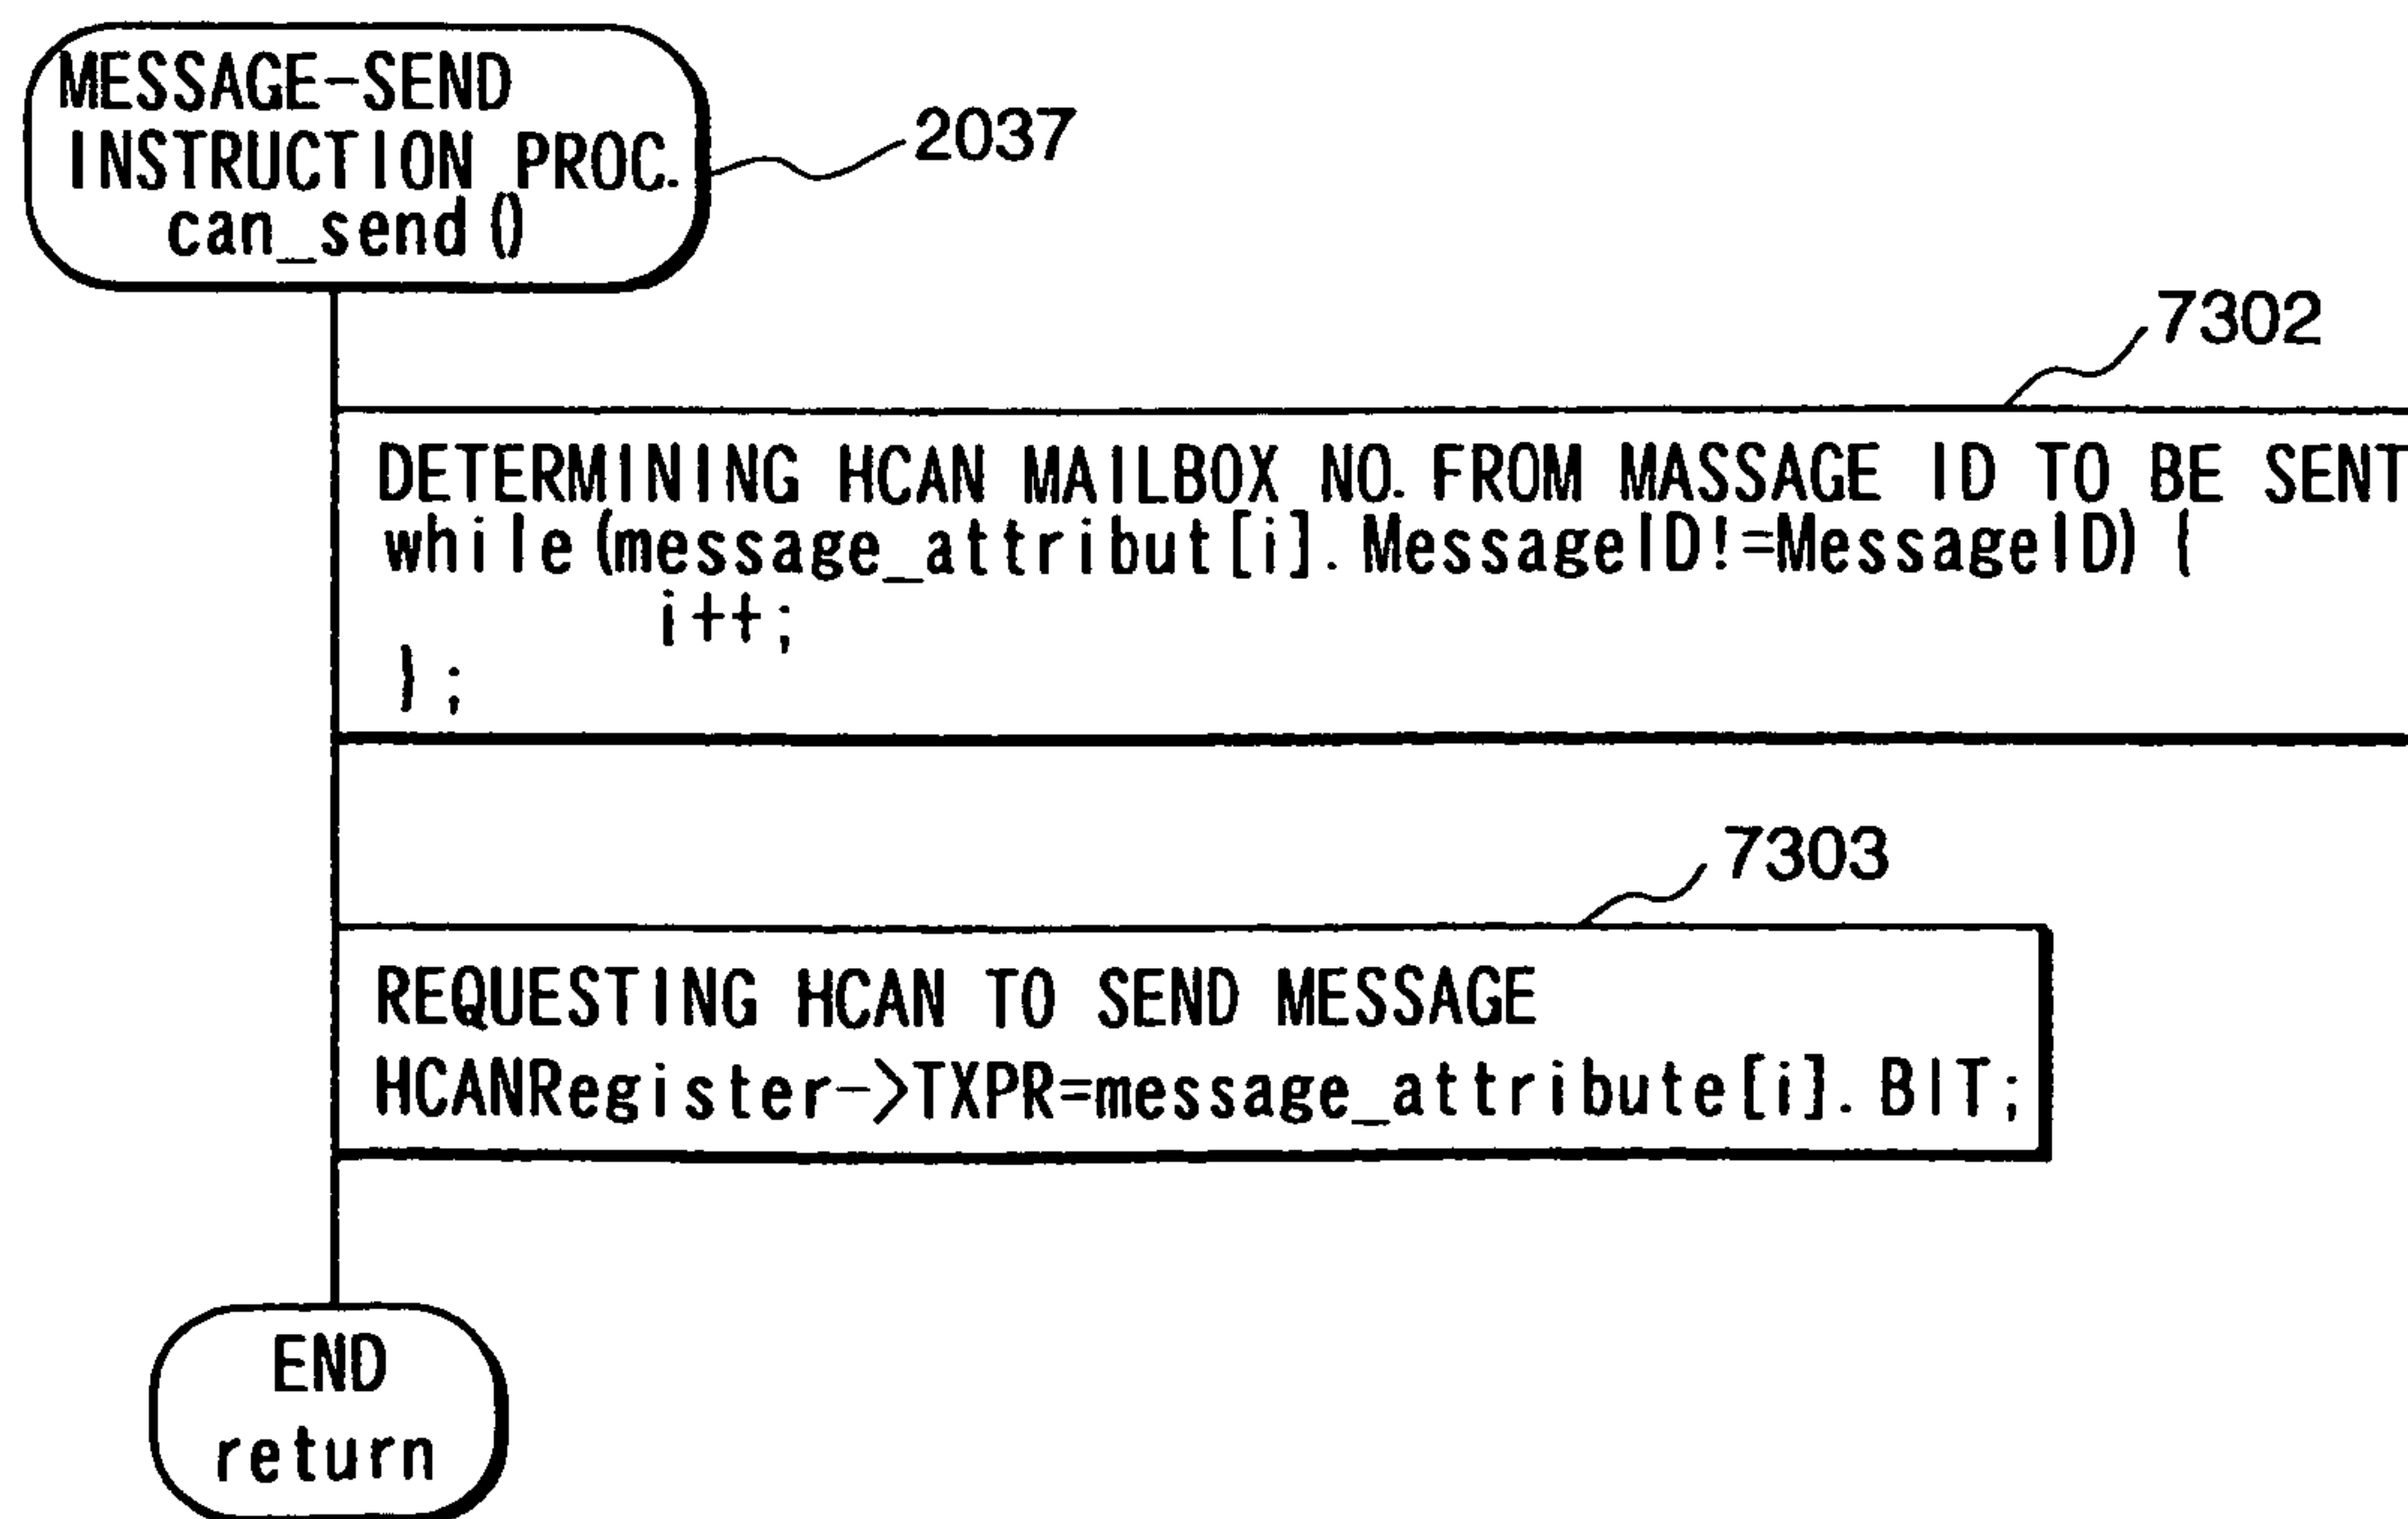 MESSAGE-SEND
INSTRUCTION PROC.
can_send()
2037
7302
DETERMINING HCAN MAILBOX NO. FROM MASSAGE ID TO BE SENT
while(message_attribut[i].MessageID!=MessageID) {
i++;
};
7303
REQUESTING HCAN TO SEND MESSAGE
HCANRegister->TXPR=message_attribute[i].BIT;
END
return